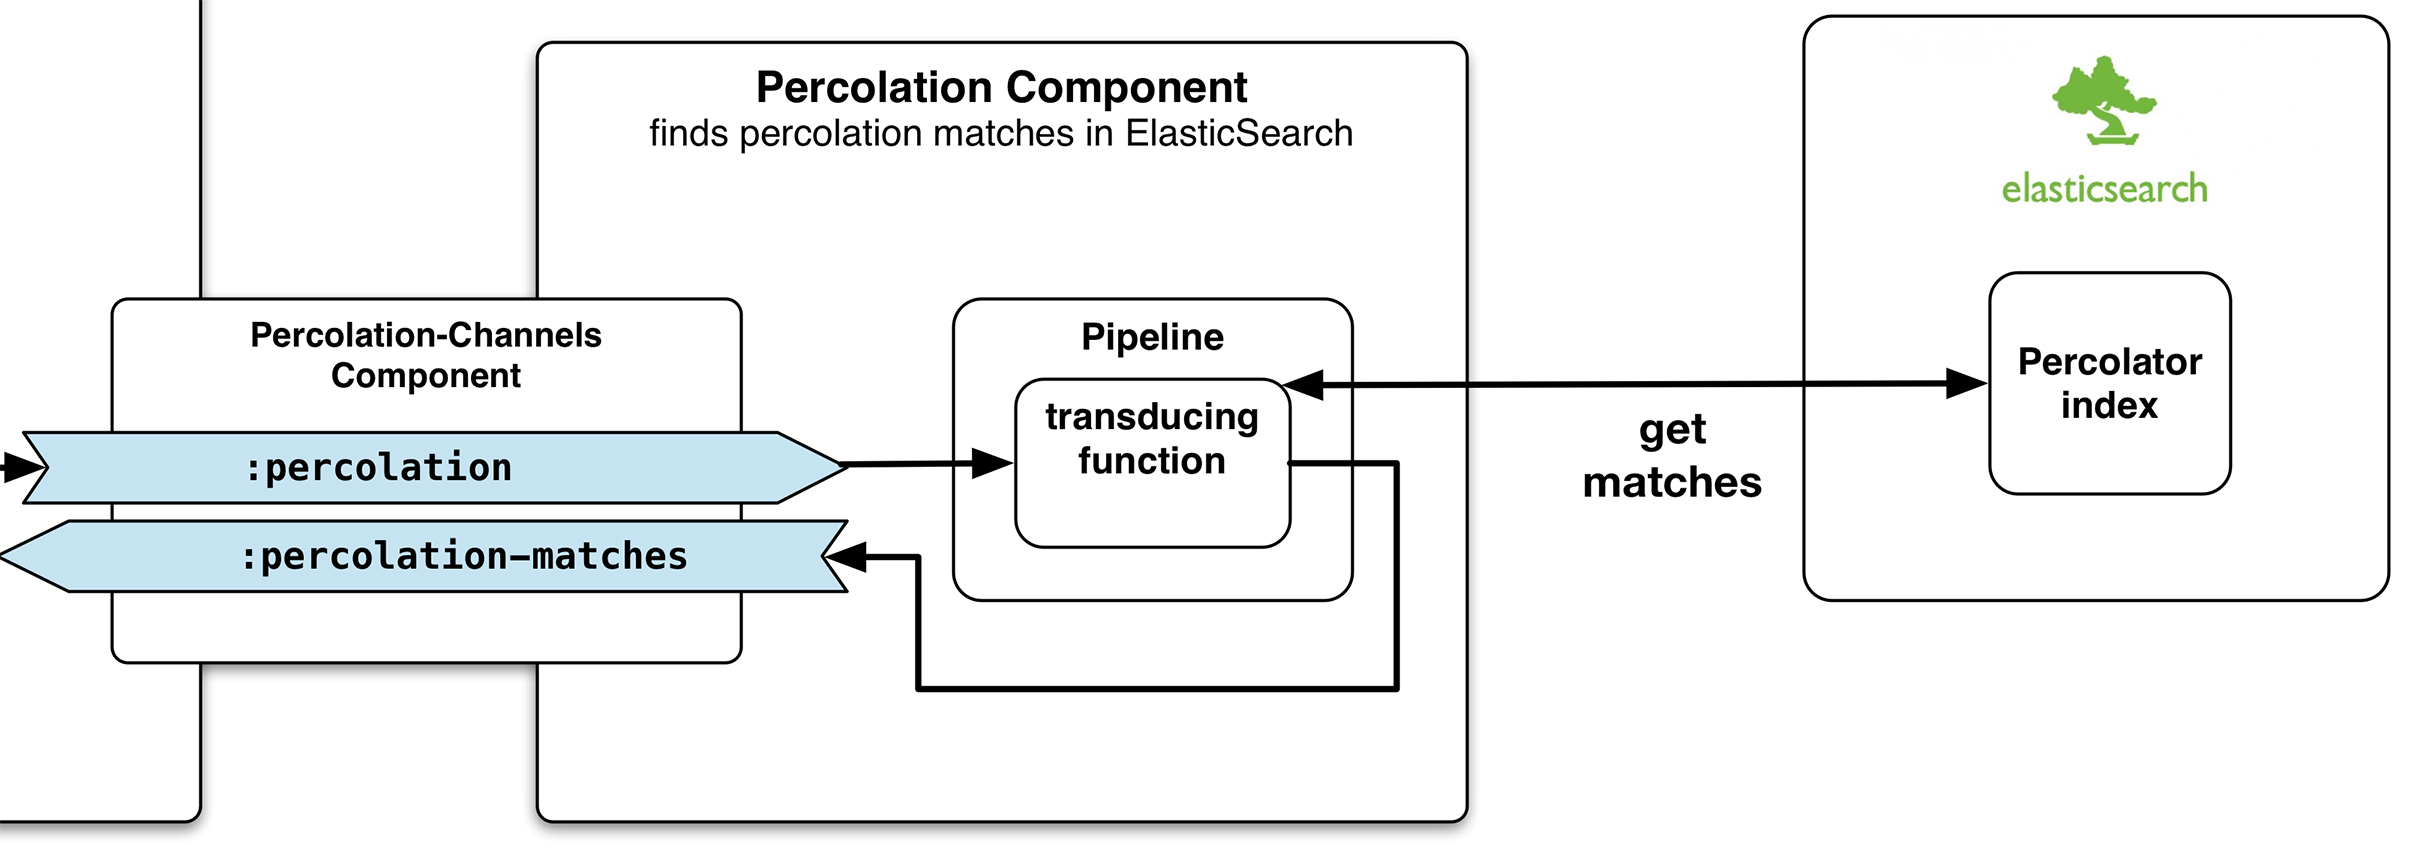 Percolation Component
finds percolation matches in ElasticSearch
elasticsearch
Percolation-Channels
Component
:percolation
:percolation-matches
Pipeline
transducing
function
get
matches
Percolator
index